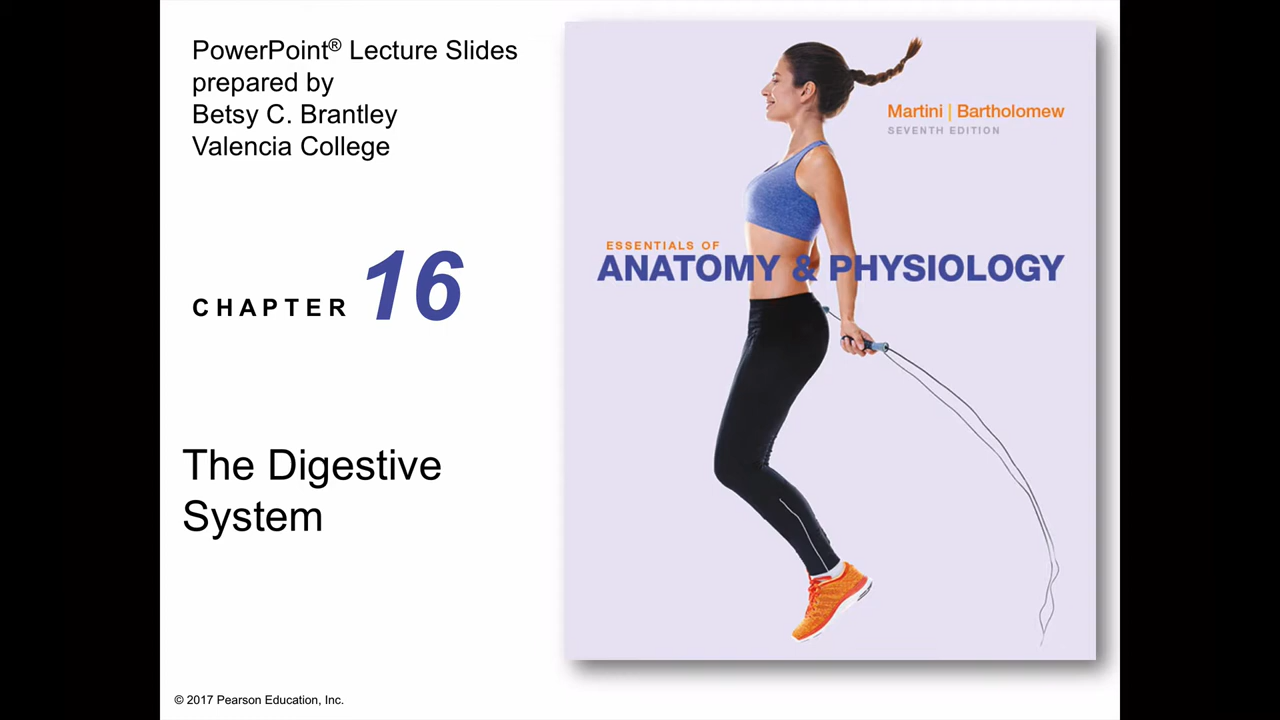 PowerPoint® Lecture Slides
prepared by
Betsy C. Brantley
Valencia College
CHAPTER 16
The Digestive
System
Martini | Bartholomew
SEVENTH EDITION
ESSENTIALS OF
ANATOMY & PHYSIOLOGY
© 2017 Pearson Education, Inc.